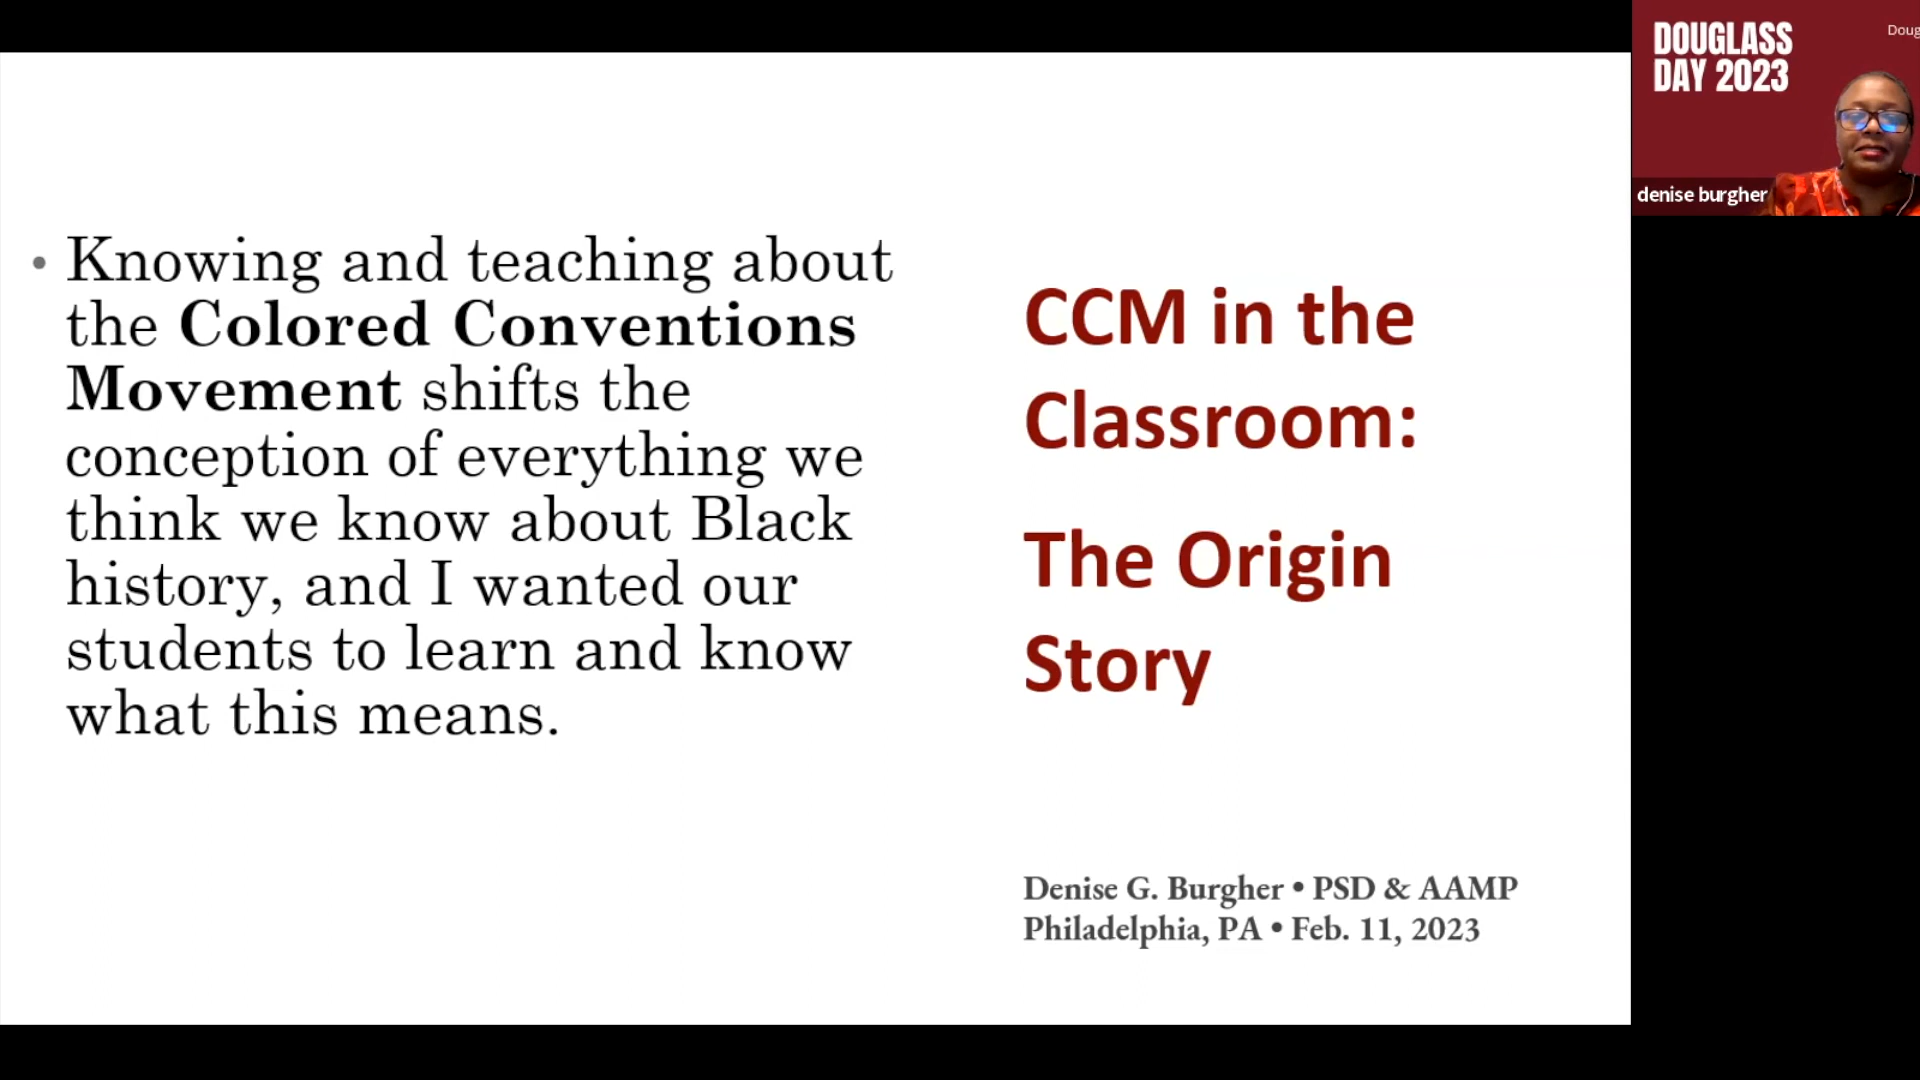 • Knowing and teaching about
the Colored Conventions
Movement shifts the
conception of everything we
think we know about Black
history, and I wanted our
students to learn and know
what this means.
CCM in the
Classroom:
The Origin
Story
Denise G. Burgher • PSD & AAMP
Philadelphia, PA • Feb. 11, 2023
DOUGLASS
DAY 2023
Doug
denise burgher